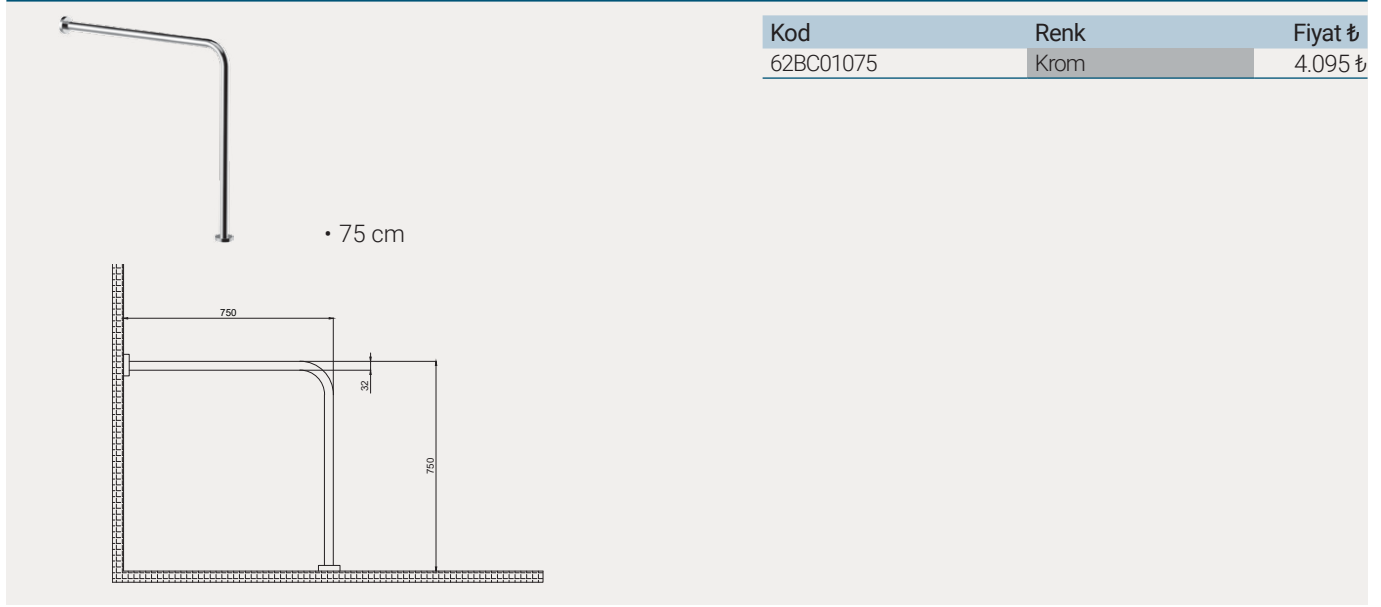 Kod Renk Fiyat ₺
62BC01075 Krom 4.095 ₺
• 75 cm
750
32
750